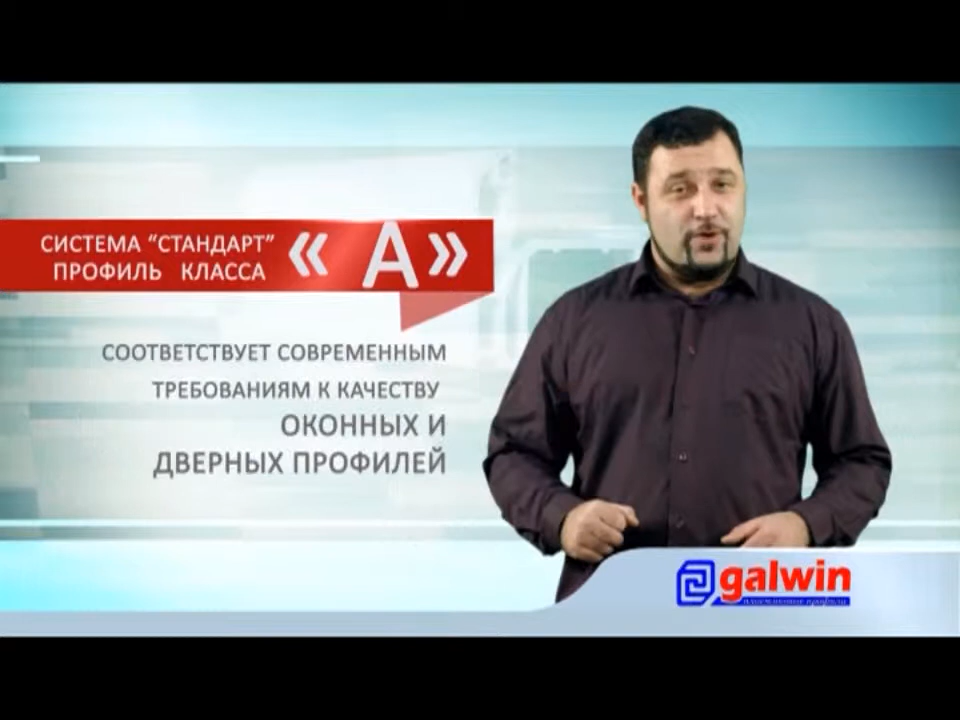 СИСТЕМА “СТАНДАРТ”
ПРОФИЛЬ КЛАССА
« А»
СООТВЕТСТВУЕТ СОВРЕМЕННЫМ
ТРЕБОВАНИЯМ К КАЧЕСТВУ
ОКОННЫХ И
ДВЕРНЫХ ПРОФИЛЕЙ
galwin